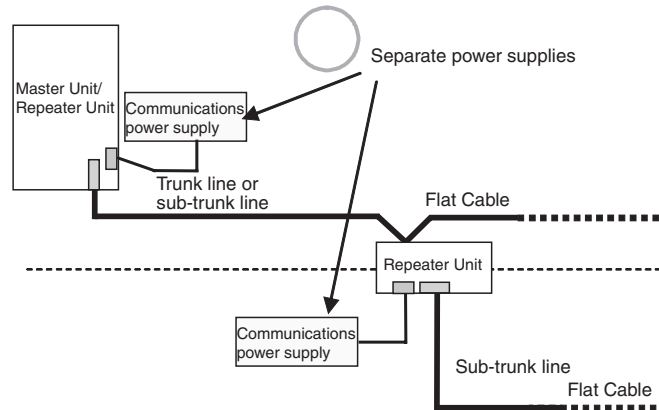 Separate power supplies
Master Unit/
Repeater Unit
Communications
power supply
Trunk line or
sub-trunk line
Flat Cable
Repeater Unit
Communications
power supply
Sub-trunk line
Flat Cable